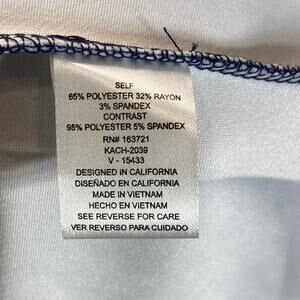 SELF
65% POLYESTER 32% RAYON
3% SPANDEX
CONTRAST
95% POLYESTER 5% SPANDEX
RN# 163721
KACH-2039
V - 15433
DESIGNED IN CALIFORNIA
DISEÑADO EN CALIFORNIA
MADE IN VIETNAM
HECHO EN VIETNAM
SEE REVERSE FOR CARE
VER REVERSO PARA CUIDADO